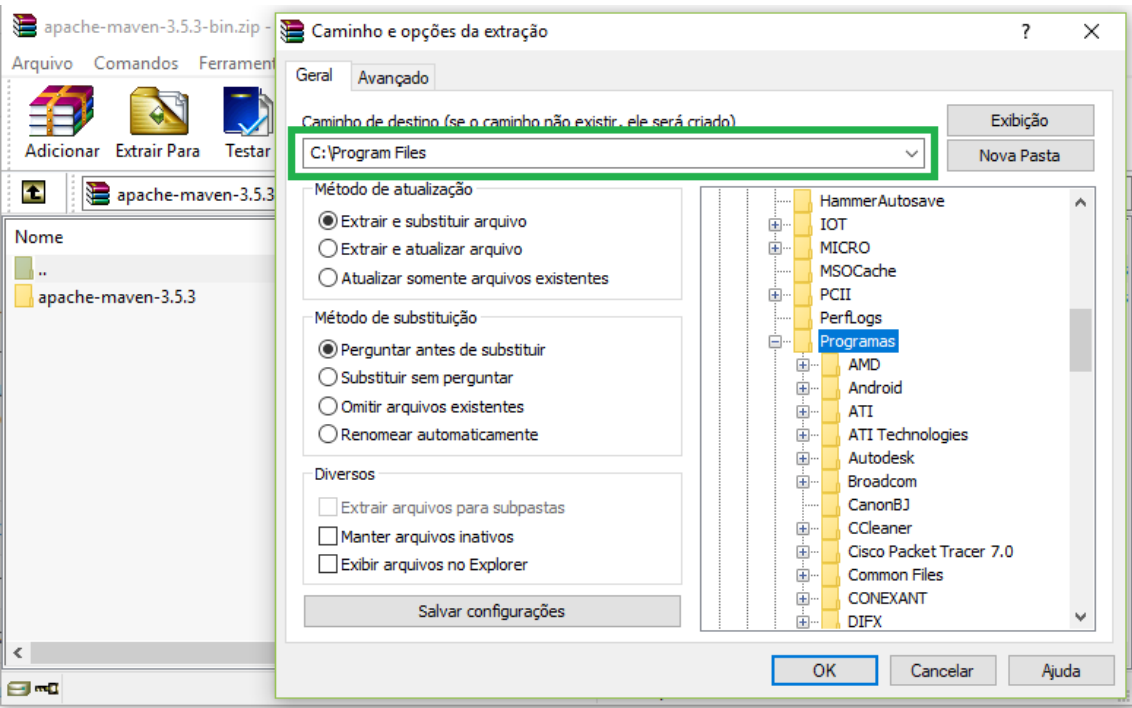 apache-maven-3.5.3-bin.zip -
Arquivo Comandos Ferrament
Adicionar Extrair Para Testar
apache-maven-3.5.3
Nome
..
apache-maven-3.5.3
Caminho e opções da extração
Geral Avançado
Caminho de destino (se o caminho não existir, ele será criado)
C:\Program Files
Exibição
Nova Pasta
Método de atualização
Extrair e substituir arquivo
Extrair e atualizar arquivo
Atualizar somente arquivos existentes
Método de substituição
Perguntar antes de substituir
Substituir sem perguntar
Omitir arquivos existentes
Renomear automaticamente
Diversos
Extrair arquivos para subpastas
Manter arquivos inativos
Exibir arquivos no Explorer
Salvar configurações
HammerAutosave
IOT
MICRO
MSOCache
PCII
PerfLogs
Programas
AMD
Android
ATI
ATI Technologies
Autodesk
Broadcom
CanonBJ
CCleaner
Cisco Packet Tracer 7.0
Common Files
CONEXANT
DIFX
OK Cancelar Ajuda